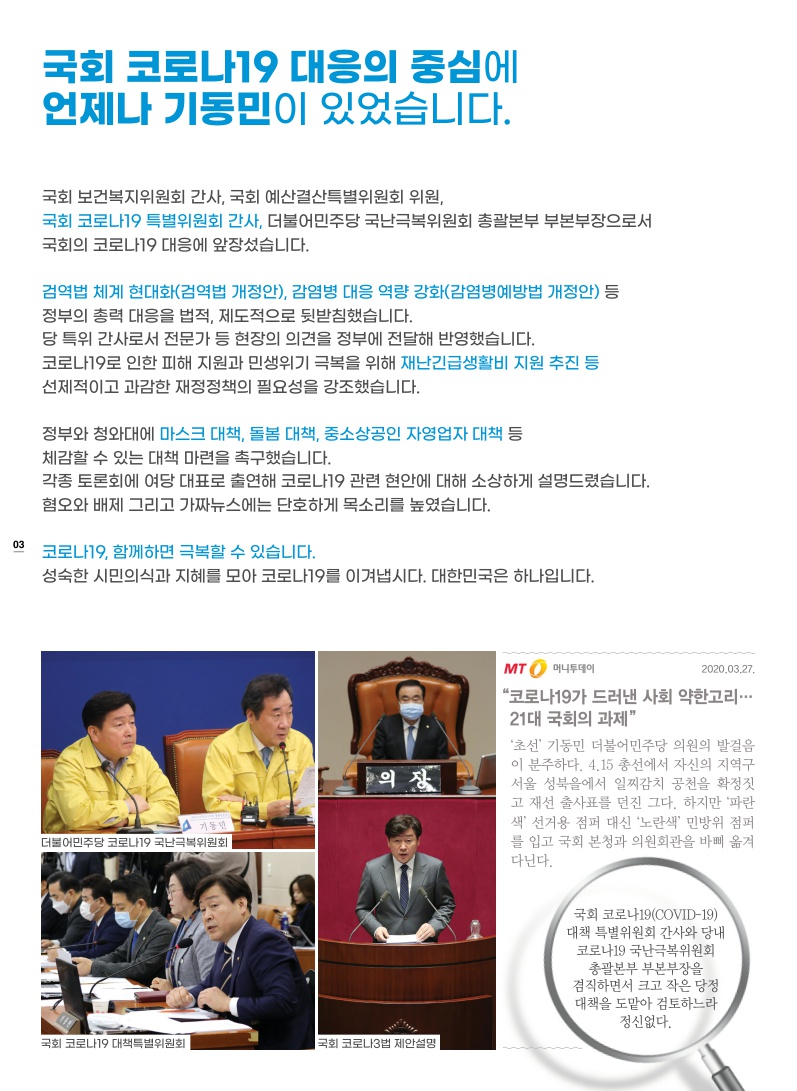 국회 코로나19 대응의 중심에
언제나 기동민이 있었습니다.
국회 보건복지위원회 간사, 국회 예산결산특별위원회 위원,
국회 코로나19 특별위원회 간사, 더불어민주당 국난극복위원회 총괄본부 부본부장으로서
국회의 코로나19 대응에 앞장섰습니다.
검역법 체계 현대화(검역법 개정안), 감염병 대응 역량 강화(감염병예방법 개정안) 등
정부의 총력 대응을 법적, 제도적으로 뒷받침했습니다.
당 특위 간사로서 전문가 등 현장의 의견을 정부에 전달해 반영했습니다.
코로나19로 인한 피해 지원과 민생위기 극복을 위해 재난긴급생활비 지원 추진 등
선제적이고 과감한 재정정책의 필요성을 강조했습니다.
정부와 청와대에 마스크 대책, 돌봄 대책, 중소상공인 자영업자 대책 등
체감할 수 있는 대책 마련을 촉구했습니다.
각종 토론회에 여당 대표로 출연해 코로나19 관련 현안에 대해 소상하게 설명드렸습니다.
혐오와 배제 그리고 가짜뉴스에는 단호하게 목소리를 높였습니다.
03
코로나19, 함께하면 극복할 수 있습니다.
성숙한 시민의식과 지혜를 모아 코로나19를 이겨냅시다. 대한민국은 하나입니다.
기동민
더불어민주당 코로나19 국난극복위원회
국회 코로나19 대책특별위원회
의장
국회 코로나3법 제안설명
MT 머니투데이 2020.03.27.
“코로나19가 드러낸 사회 약한고리…
21대 국회의 과제”
‘초선’ 기동민 더불어민주당 의원의 발걸음
이 분주하다. 4.15 총선에서 자신의 지역구
서울 성북을에서 일찌감치 공천을 확정짓
고 재선 출사표를 던진 그다. 하지만 ‘파란
색’ 선거용 점퍼 대신 ‘노란색’ 민방위 점퍼
를 입고 국회 본청과 의원회관을 바삐 옮겨
다닌다.
국회 코로나19(COVID-19)
대책 특별위원회 간사와 당내
코로나19 국난극복위원회
총괄본부 부본부장을
겸직하면서 크고 작은 당정
대책을 도맡아 검토하느라
정신없다.